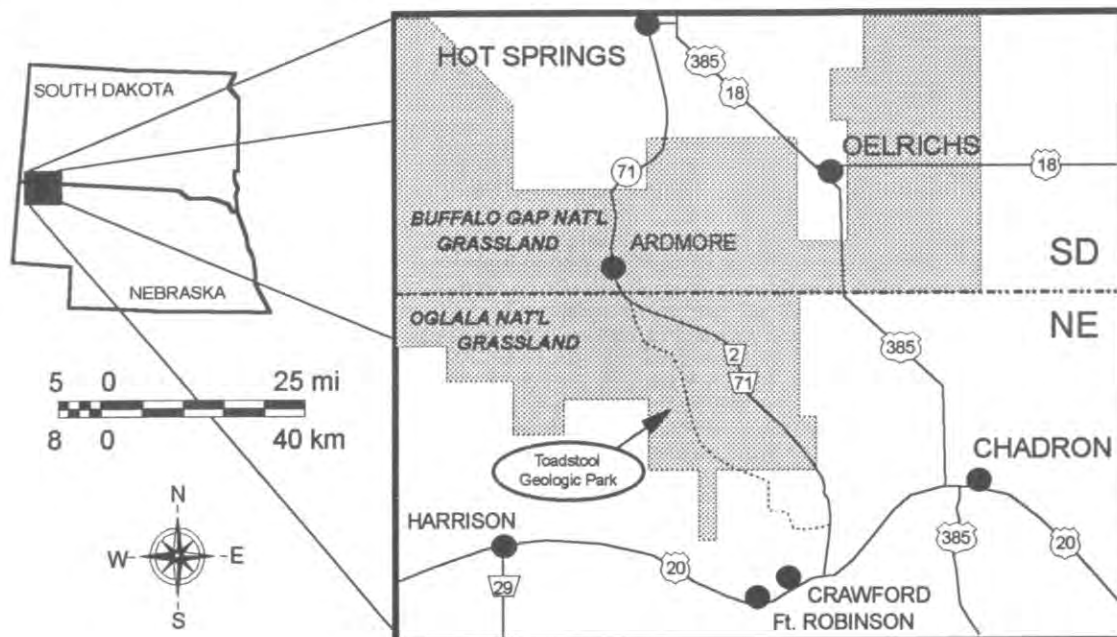 SOUTH DAKOTA
NEBRASKA
5 0 25 mi
8 0 40 km
N
W E
S
HOT SPRINGS
385
18
OELRICHS
18
71
BUFFALO GAP NAT'L
GRASSLAND
ARDMORE
SD
OGLALA NAT'L
GRASSLAND
NE
2
71
385
Toadstool
Geologic Park
CHADRON
HARRISON
29
20
CRAWFORD
Ft. ROBINSON
385
20